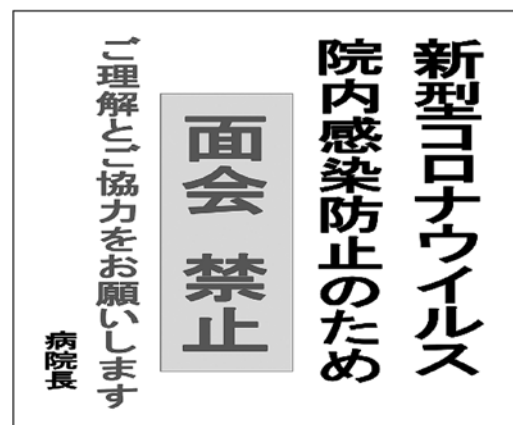 新型コロナウイルス
院内感染防止のため
面会 禁止
ご理解とご協力をお願いします
病院長